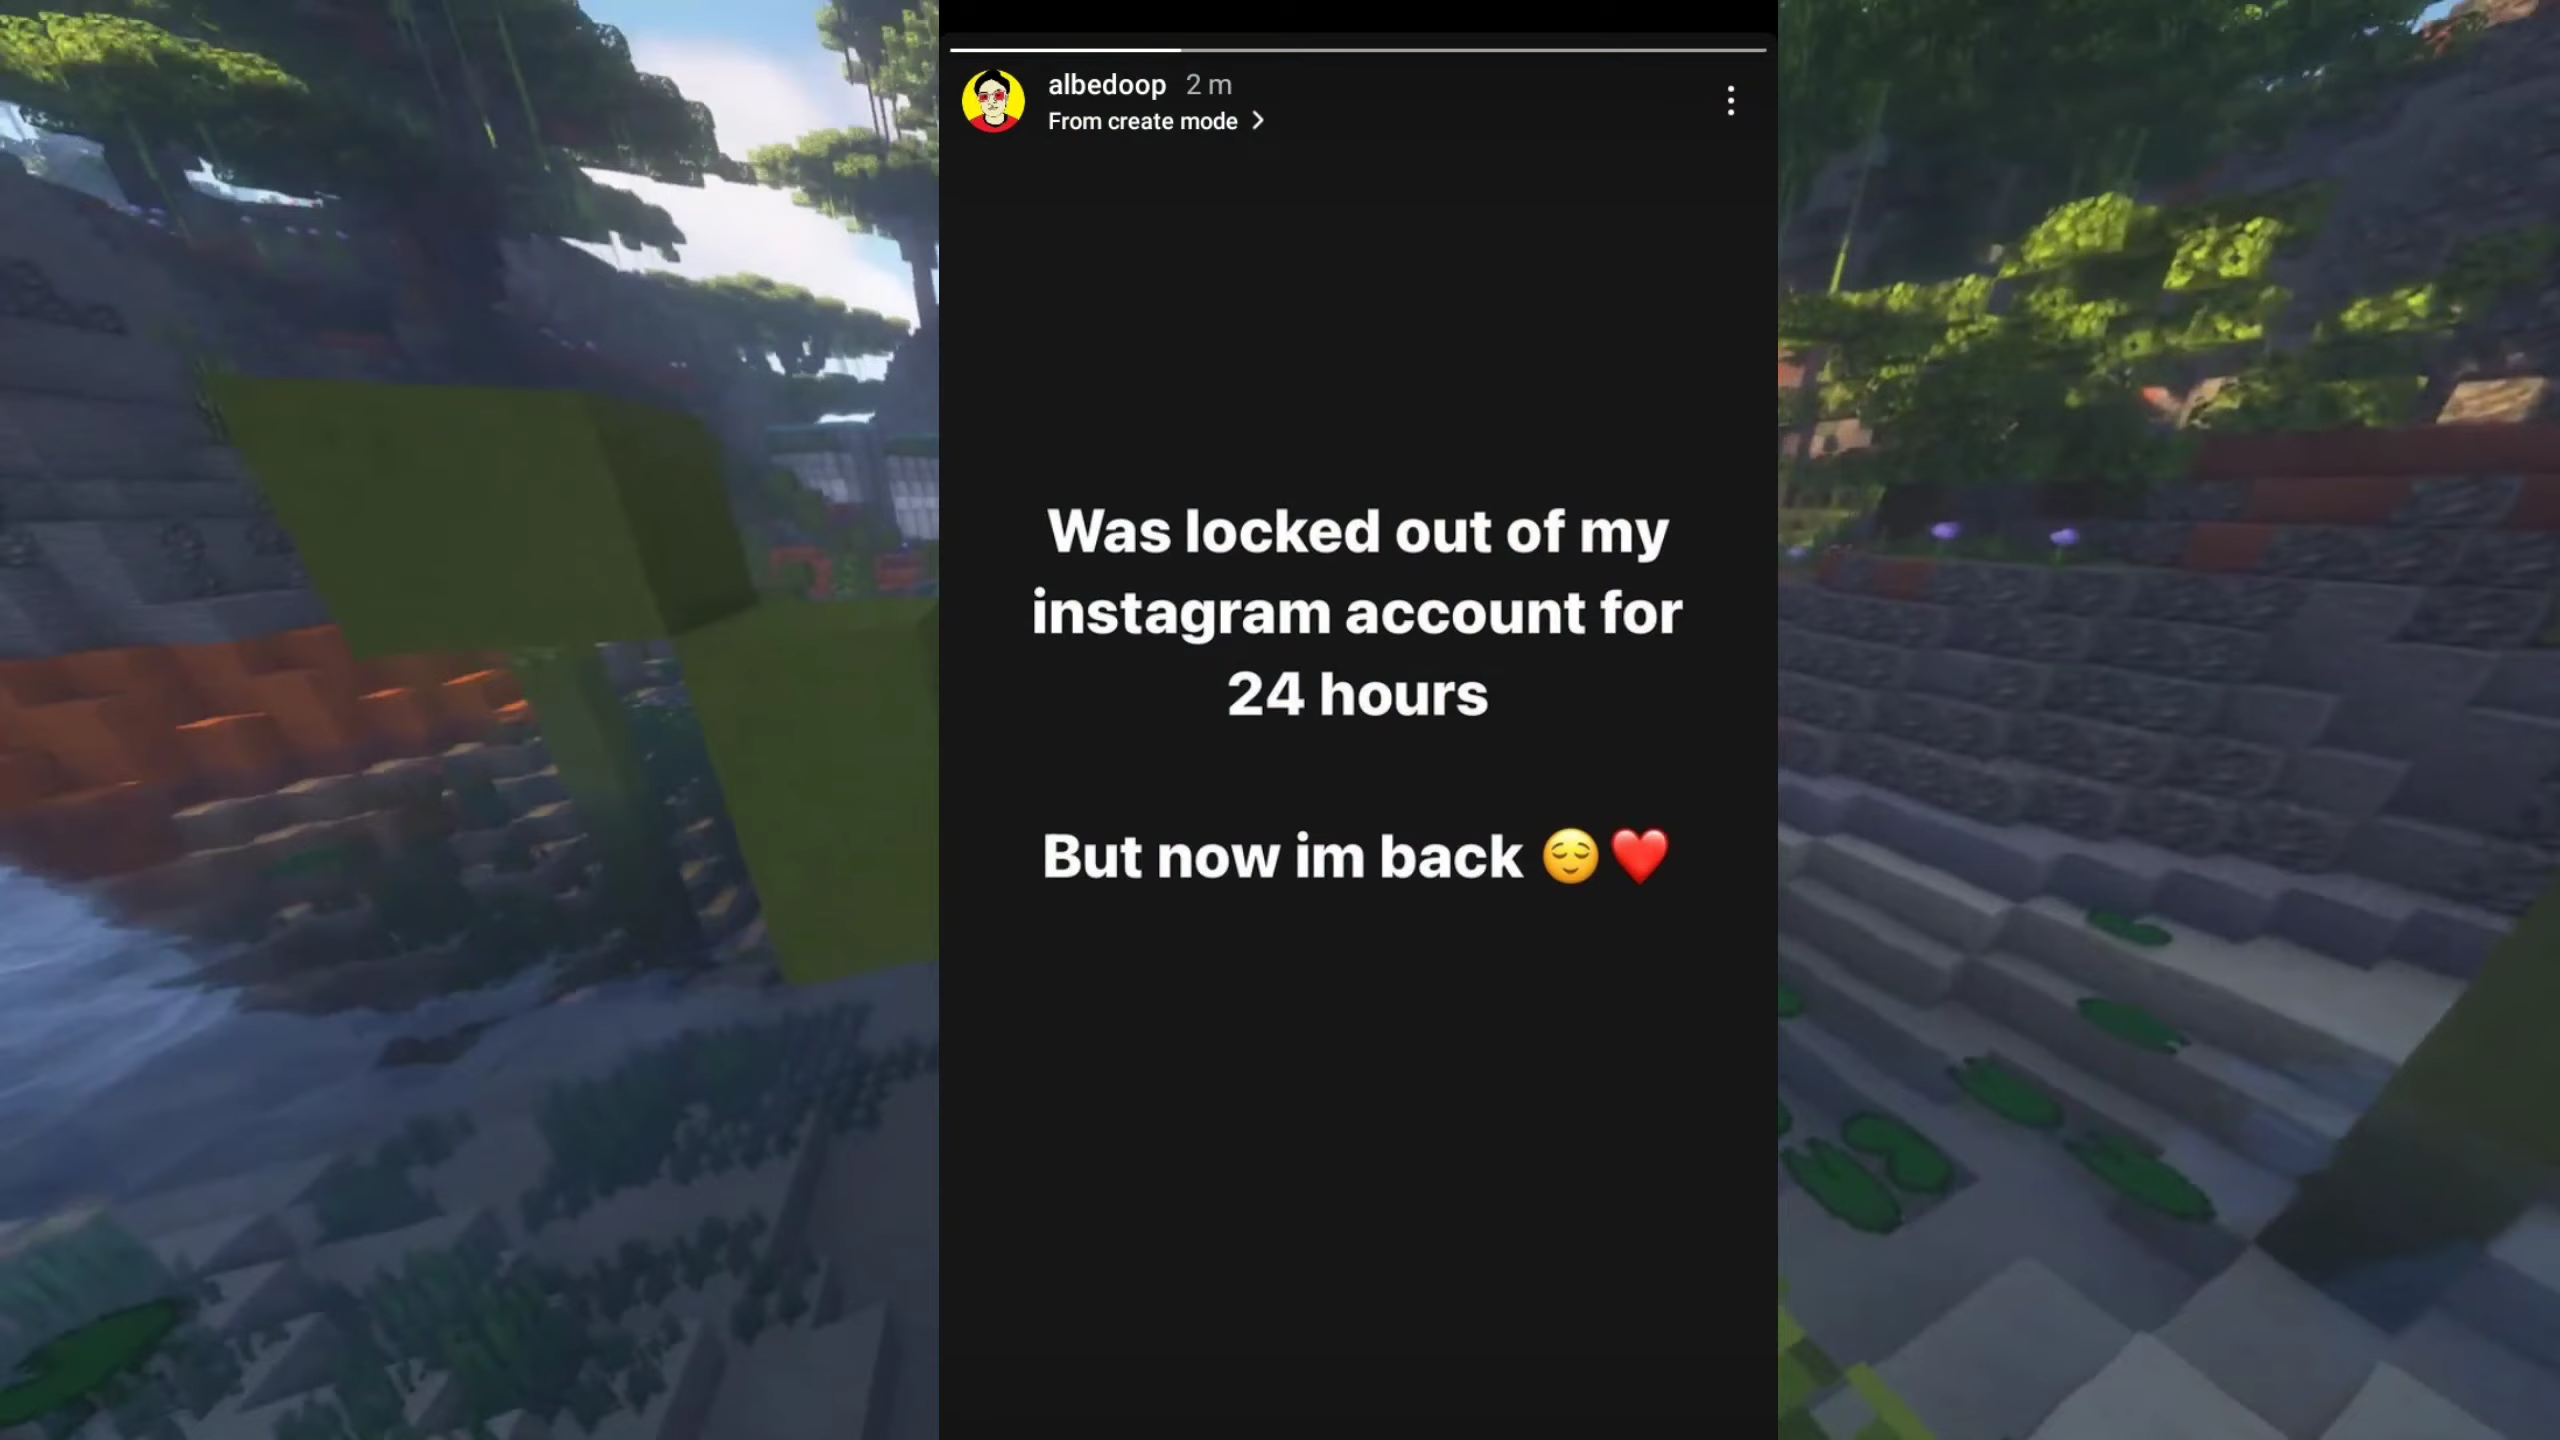 albedoop 2 m
From create mode
Was locked out of my
instagram account for
24 hours
But now im back 😌❤️